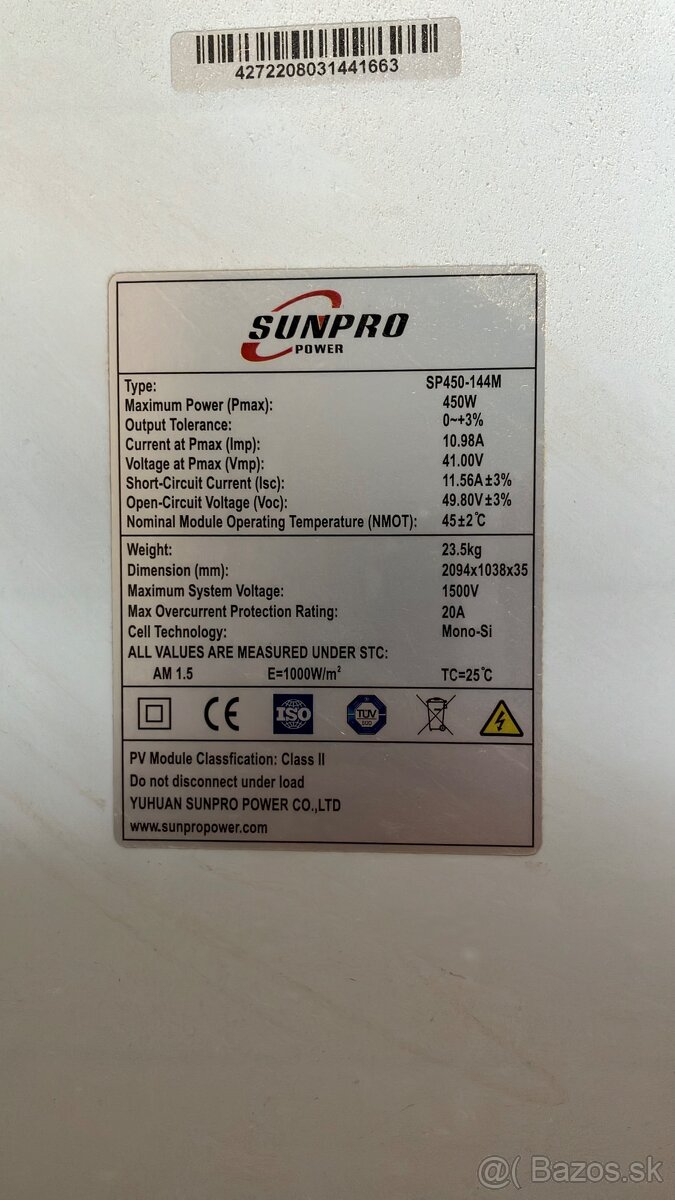 4272208031441663
SUNPRO
POWER
Type: SP450-144M
Maximum Power (Pmax): 450W
Output Tolerance: 0~+3%
Current at Pmax (Imp): 10.98A
Voltage at Pmax (Vmp): 41.00V
Short-Circuit Current (Isc): 11.56A±3%
Open-Circuit Voltage (Voc): 49.80V±3%
Nominal Module Operating Temperature (NMOT): 45±2℃
Weight: 23.5kg
Dimension (mm): 2094x1038x35
Maximum System Voltage: 1500V
Max Overcurrent Protection Rating: 20A
Cell Technology: Mono-Si
ALL VALUES ARE MEASURED UNDER STC:
AM 1.5 E=1000W/m² TC=25℃
CE ISO TÜV
PV Module Classfication: Class II
Do not disconnect under load
YUHUAN SUNPRO POWER CO.,LTD
www.sunpropower.com
@( Bazos.sk